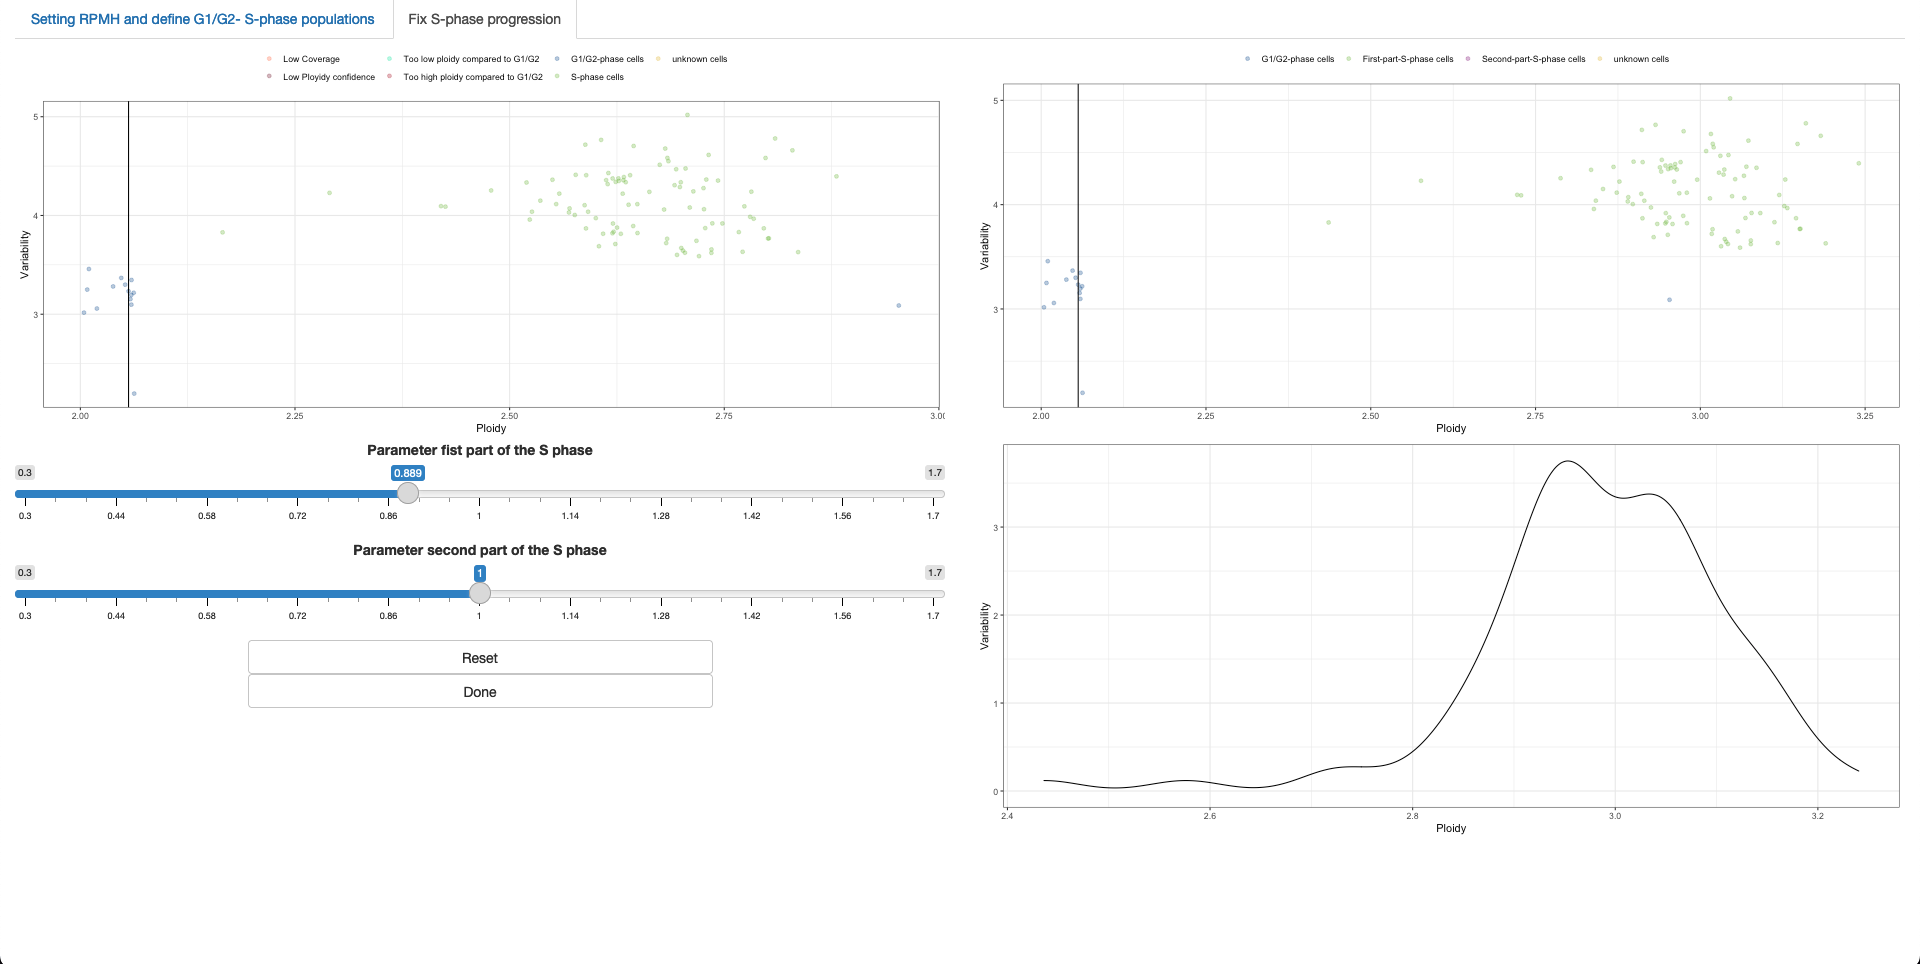 Setting RPMH and define G1/G2- S-phase populations
Fix S-phase progression
Low Coverage Too low ploidy compared to G1/G2 G1/G2-phase cells unknown cells
Low Ployidy confidence Too high ploidy compared to G1/G2 S-phase cells
5
4
3
Variability
2.00 2.25 2.50 2.75 3.00
Ploidy
G1/G2-phase cells First-part-S-phase cells Second-part-S-phase cells unknown cells
5
4
3
Variability
2.00 2.25 2.50 2.75 3.00 3.25
Ploidy
Parameter fist part of the S phase
0.3 0.889 1.7
0.3 0.44 0.58 0.72 0.86 1 1.14 1.28 1.42 1.56 1.7
Parameter second part of the S phase
0.3 1 1.7
0.3 0.44 0.58 0.72 0.86 1 1.14 1.28 1.42 1.56 1.7
Reset
Done
3
2
1
0
Variability
2.4 2.6 2.8 3.0 3.2
Ploidy